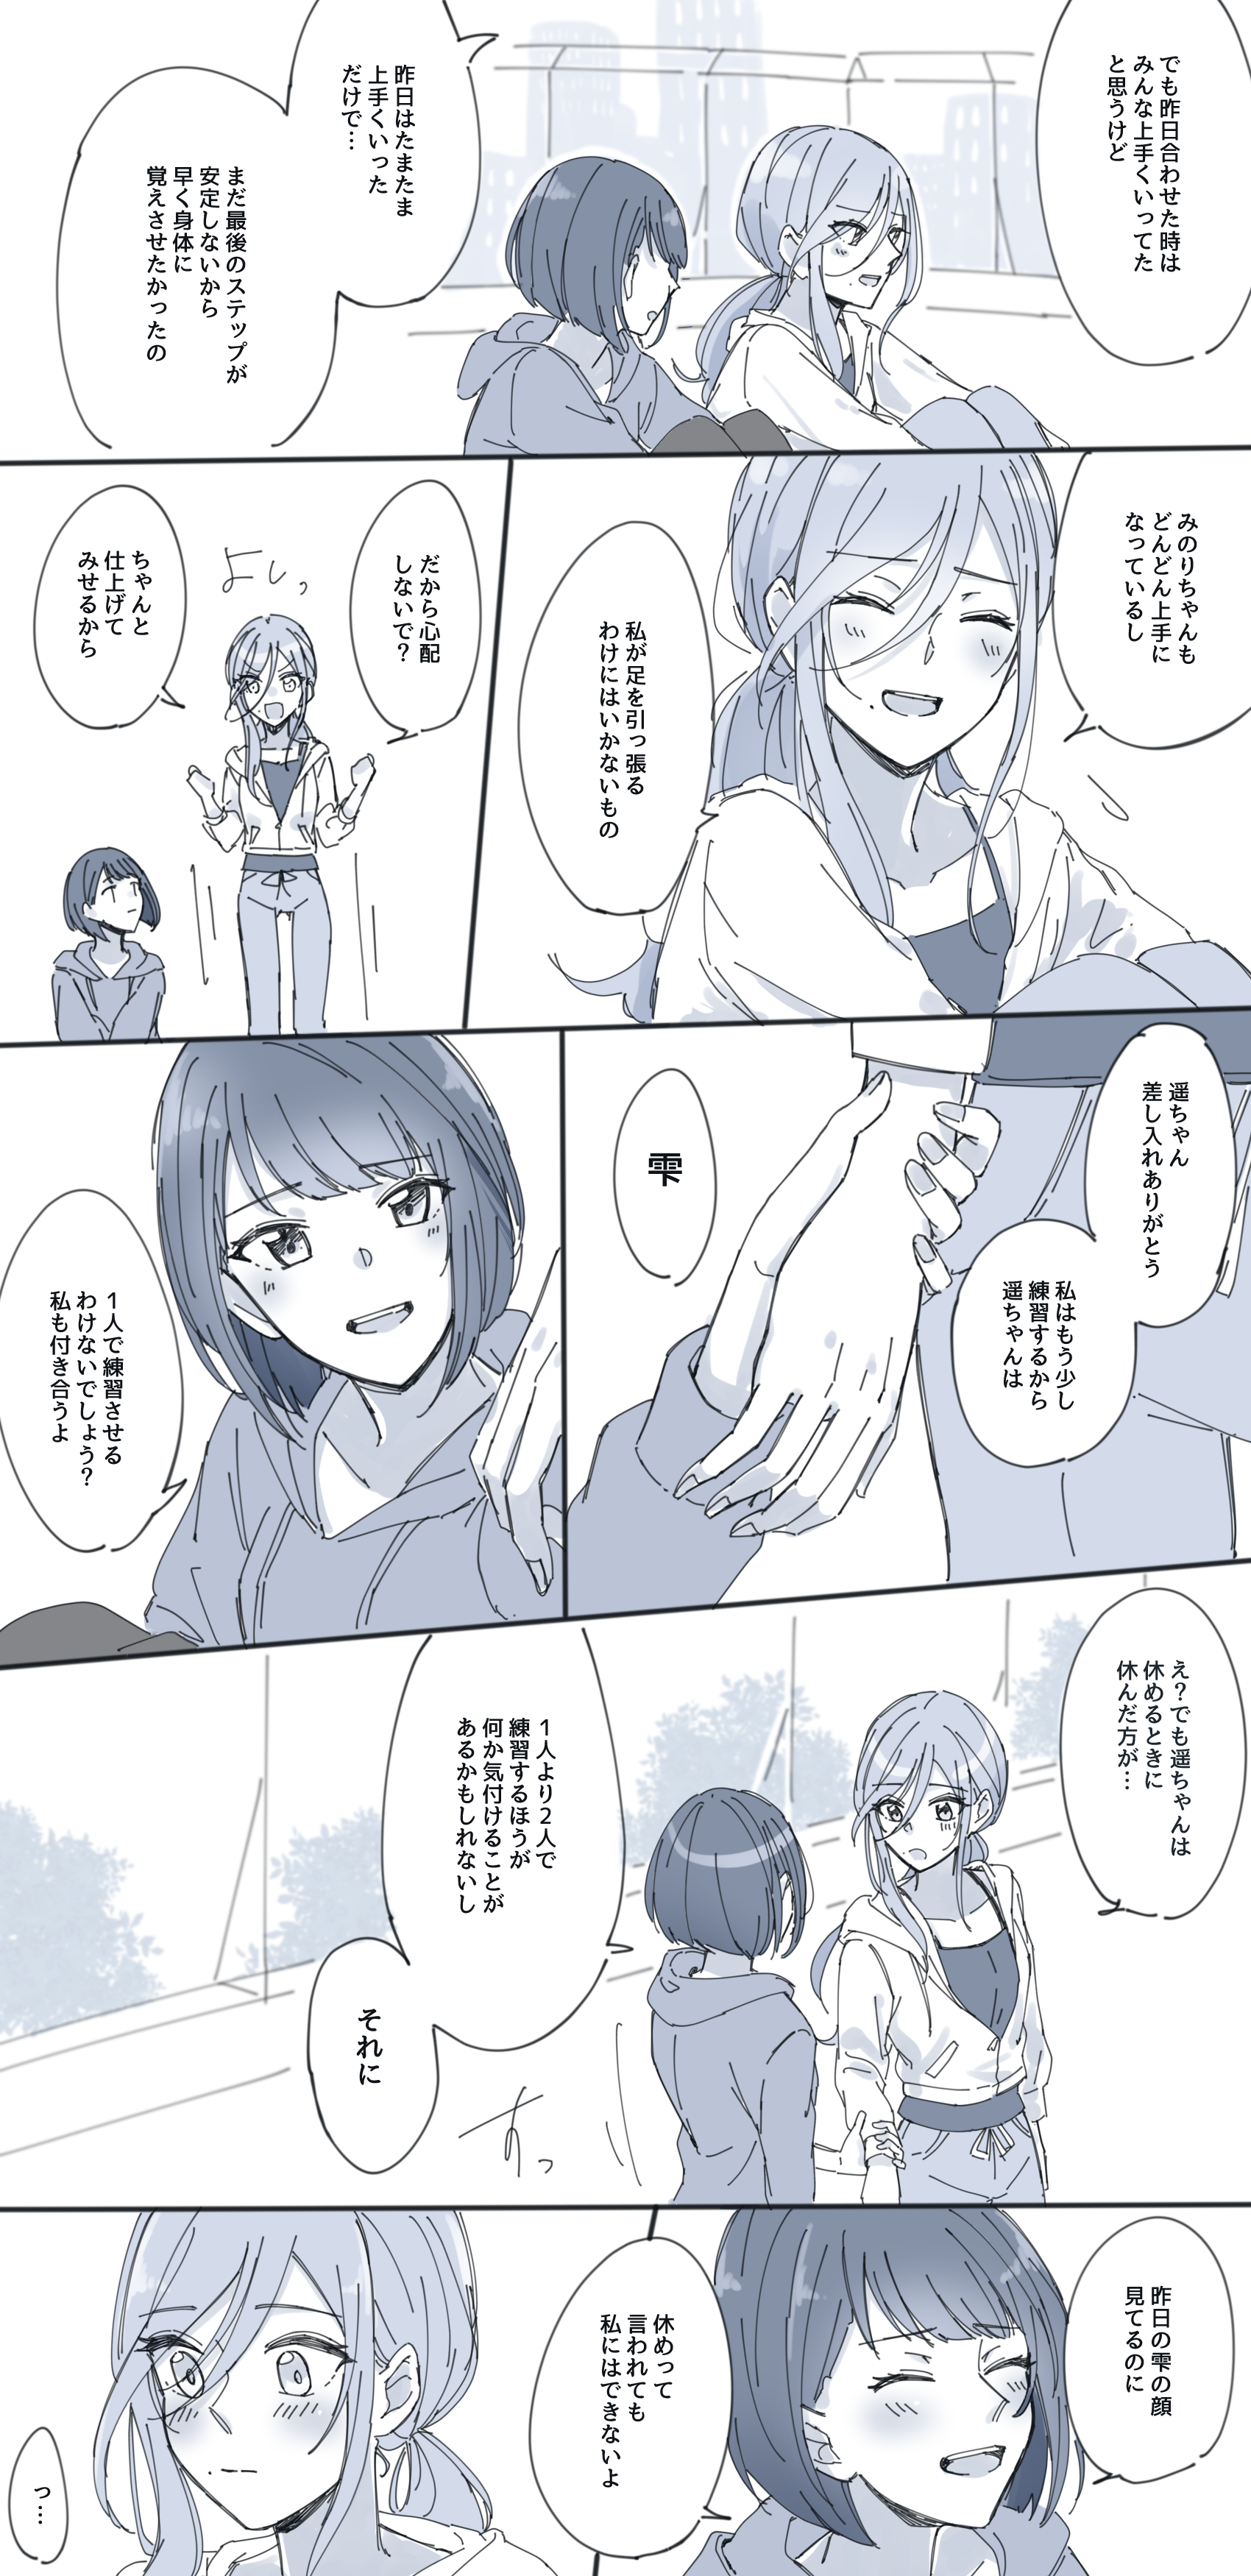 でも昨日合わせた時は
みんな上手くいってた
と思うけど
昨日はたまたま
上手くいった
だけで…
まだ最後のステップが
安定しないから
早く身体に
覚えさせたかったの
みのりちゃんも
どんどん上手に
なっているし
私が足を引っ張る
わけにはいかないもの
だから心配
しないで？
よしっ
ちゃんと
仕上げて
みせるから
遥ちゃん
差し入れありがとう
私はもう少し
練習するから
遥ちゃんは
雫
1人で練習させる
わけないでしょう？
私も付き合うよ
え？でも遥ちゃんは
休めるときに
休んだ方が…
1人より2人で
練習するほうが
何か気付けることが
あるかもしれないし
それに
すっ
昨日の雫の顔
見てるのに
休めって
言われても
私にはできないよ
っ…